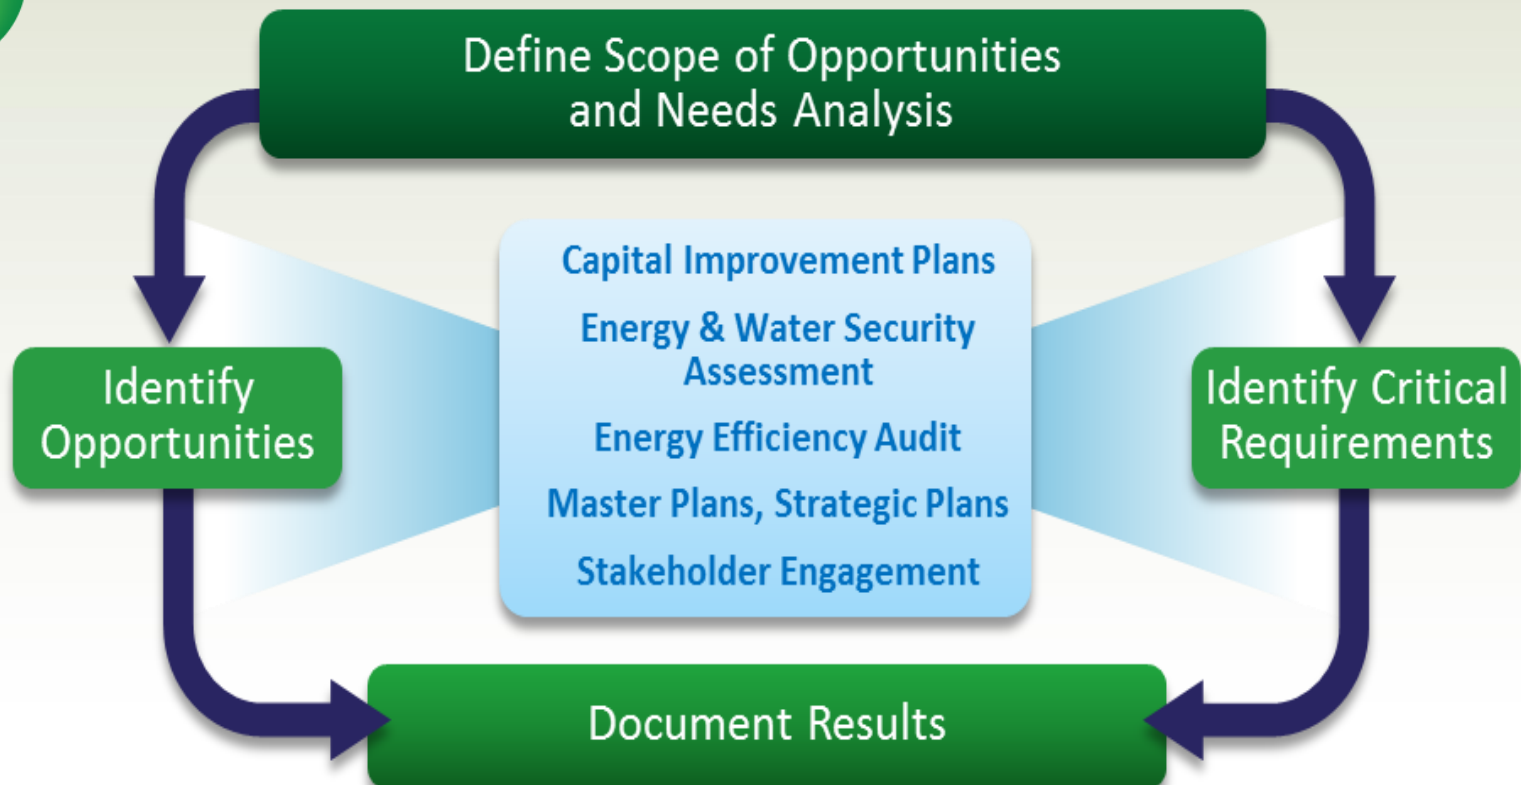 Define Scope of Opportunities
and Needs Analysis
Capital Improvement Plans
Energy & Water Security
Assessment
Energy Efficiency Audit
Master Plans, Strategic Plans
Stakeholder Engagement
Identify
Opportunities
Identify Critical
Requirements
Document Results